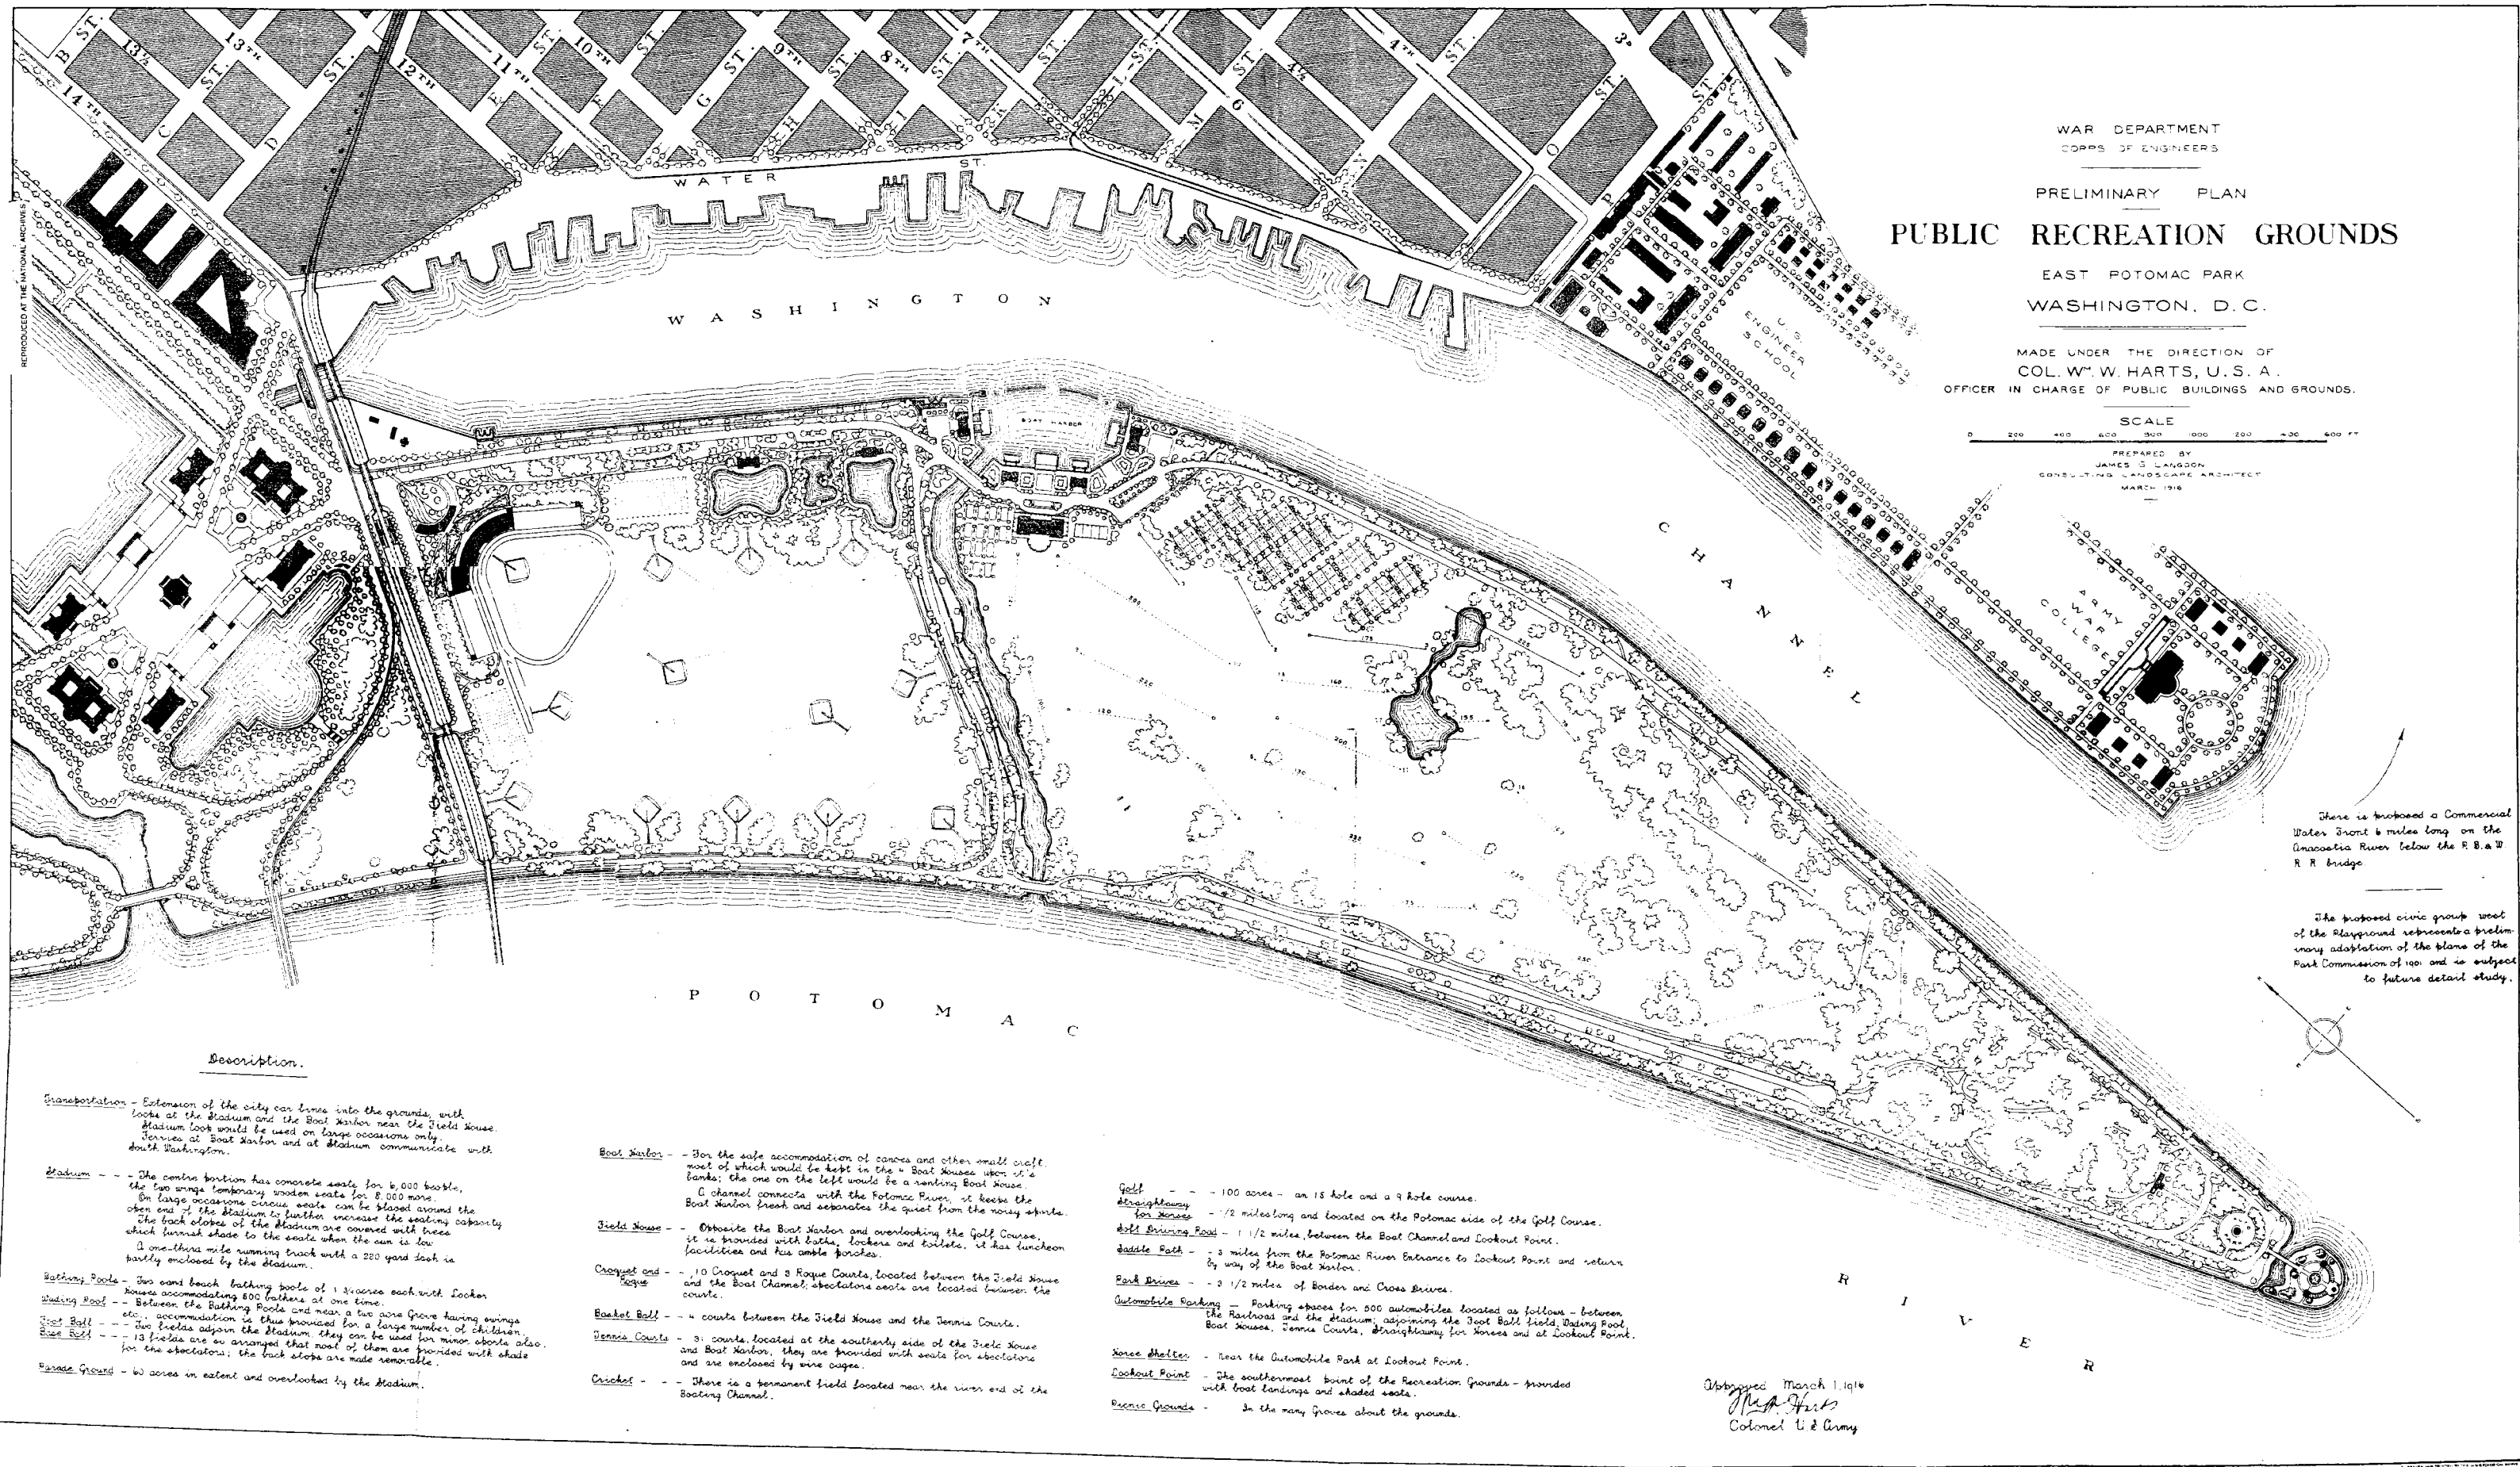 WAR DEPARTMENT
CORPS OF ENGINEERS
PRELIMINARY PLAN
PUBLIC RECREATION GROUNDS
EAST POTOMAC PARK
WASHINGTON, D.C.
MADE UNDER THE DIRECTION OF
COL. Wm. W. HARTS, U.S.A.
OFFICER IN CHARGE OF PUBLIC BUILDINGS AND GROUNDS.
SCALE
0 200 400 600 800 1000 200 400 600 FT
PREPARED BY
JAMES G LANGDON
CONSULTING LANDSCAPE ARCHITECT
MARCH 1916
REPRODUCED AT THE NATIONAL ARCHIVES
B ST.
13½
13TH
ST.
ST.
14TH
C
D
12TH
11TH
ST.
10TH
ST.
E
F
G
ST.
9TH
ST.
8TH
ST.
7TH
ST.
H
I
K
L ST.
M
ST.
6
4½
N
4TH
ST.
O
ST.
3D
P
ST.
WATER ST.
WASHINGTON
CHANNEL
BOAT HARBOR
U.S.
ENGINEER
SCHOOL
ARMY
WAR
COLLEGE
POTOMAC
RIVER
There is proposed a Commercial
Water Front 6 miles long on the
Anacostia River below the P. B. & W.
R R bridge.
The proposed civic group west
of the Playground represents a prelim-
inary adaptation of the plans of the
Park Commission of 1901 and is subject
to future detail study.
Description.
Transportation - Extension of the city car lines into the grounds, with
loops at the Stadium and the Boat Harbor near the Field House.
Stadium loop would be used on large occasions only.
Ferries at Boat Harbor and at Stadium communicate with
South Washington.
Stadium - - - The centre portion has concrete seats for 6,000 people,
the two wings temporary wooden seats for 8,000 more.
On large occasions circus seats can be placed around the
open end of the Stadium to further increase the seating capacity
The back slopes of the Stadium are covered with trees
which furnish shade to the seats when the sun is low
A one-third mile running track with a 220 yard dash is
partly enclosed by the Stadium.
Bathing Pools - Two sand beach bathing pools of 1 ¾ acres each, with Locker
Houses accommodating 600 bathers at one time.
Wading Pool - - Between the Bathing Pools and near a two acre Grove having swings
etc., accommodation is thus provided for a large number of children.
Foot Ball - - - Two fields adjoin the Stadium, they can be used for minor sports also.
Base Ball - - - 13 fields are so arranged that most of them are provided with shade
for the spectators; the back stops are made removable.
Parade Ground - 60 acres in extent and overlooked by the Stadium.
Boat Harbor - - For the safe accommodation of canoes and other small craft.
most of which would be kept in the 4 Boat Houses upon it's
banks; the one on the left would be a renting Boat House.
A channel connects with the Potomac River, it keeps the
Boat Harbor fresh and separates the quiet from the noisy sports.
Field House - - Opposite the Boat Harbor and overlooking the Golf Course,
it is provided with baths, lockers and toilets, it has luncheon
facilities and has ample porches.
Croquet and Roque - - 10 Croquet and 3 Roque Courts, located between the Field House
and the Boat Channel; spectators seats are located between the
courts.
Basket Ball - - 4 courts between the Field House and the Tennis Courts.
Tennis Courts - courts, located at the southerly side of the Field House
and Boat Harbor, they are provided with seats for spectators
and are enclosed by wire cages.
Cricket - - - There is a permanent field located near the river end of the
Boating Channel.
Golf - - - 100 acres - an 18 hole and a 9 hole course.
Straightaway
for Horses - 1/2 miles long and located on the Potomac side of the Golf Course.
Soft Driving Road - 1 1/2 miles, between the Boat Channel and Lookout Point.
Saddle Path - - 3 miles from the Potomac River Entrance to Lookout Point and return
by way of the Boat Harbor.
Park Drives - - 3 1/2 miles of Border and Cross Drives.
Automobile Parking - Parking spaces for 500 automobiles located as follows - between
the Railroad and the Stadium; adjoining the Foot Ball field, Wading Pool,
Boat Houses, Tennis Courts, Straightaway for Horses and at Lookout Point.
Horse Shelter - Near the Automobile Park at Lookout Point.
Lookout Point - The southernmost point of the Recreation Grounds - provided
with boat landings and shaded seats.
Picnic Grounds - In the many Groves about the grounds.
Approved March 1, 1916
Wm. W. Harts
Colonel U.S. Army